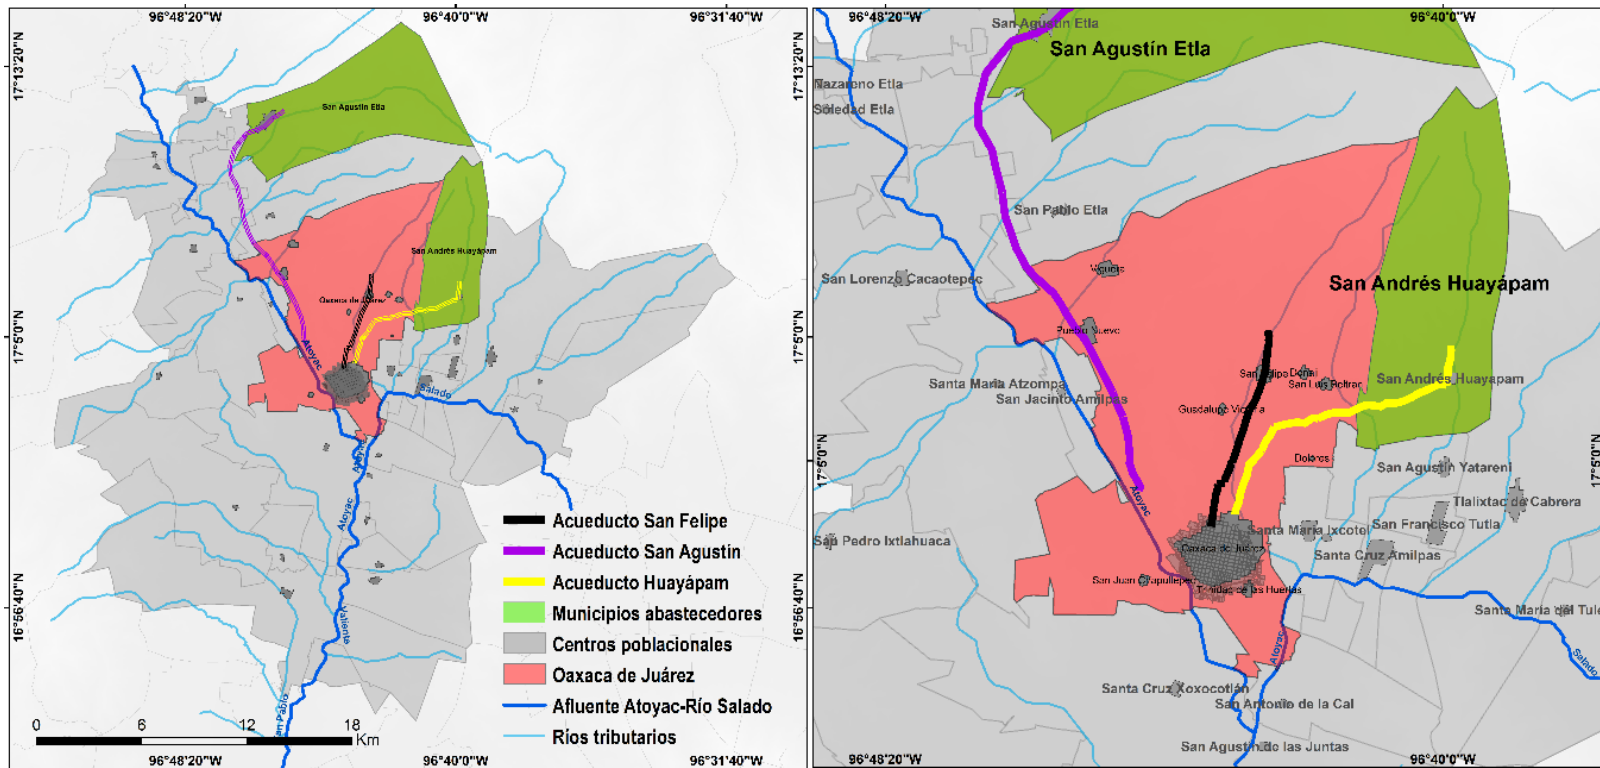 96°48'20"W
96°40'0"W
96°31'40"W
17°13'20"N
17°5'0"N
16°56'40"N
San Agustín Etla
San Andrés Huayápam
Oaxaca de Juárez
Atoyac
Salado
Atoyac
Atoyac
Valiente
an Pablo
Acueducto San Felipe
Acueducto San Agustín
Acueducto Huayápam
Municipios abastecedores
Centros poblacionales
Oaxaca de Juárez
Afluente Atoyac-Río Salado
Ríos tributarios
0 6 12 18
Km
96°48'20"W
96°40'0"W
96°31'40"W
96°48'20"W
96°40'0"W
17°13'20"N
17°5'0"N
16°56'40"N
17°5'0"N
San Agustín Etla
San Agustín Etla
Nazareno Etla
Soledad Etla
San Pablo Etla
Viguera
San Lorenzo Cacaotepec
San Andrés Huayápam
Pueblo Nuevo
San Felipe
Donají
San Luis Beltrán
San Andrés Huayapam
Santa María Atzompa
San Jacinto Amilpas
Guadalupe Victoria
Dolores
San Agustín Yatareni
Tlalixtac de Cabrera
Atoyac
San Francisco Tutla
Santa María Ixcotel
San Pedro Ixtlahuaca
Oaxaca de Juárez
Santa Cruz Amilpas
San Juan Chapultepec
Trinidad de las Huertas
Santa María del Tule
Atoyac
Salado
Santa Cruz Xoxocotlán
San Antonio de la Cal
San Agustín de las Juntas
96°48'20"W
96°40'0"W